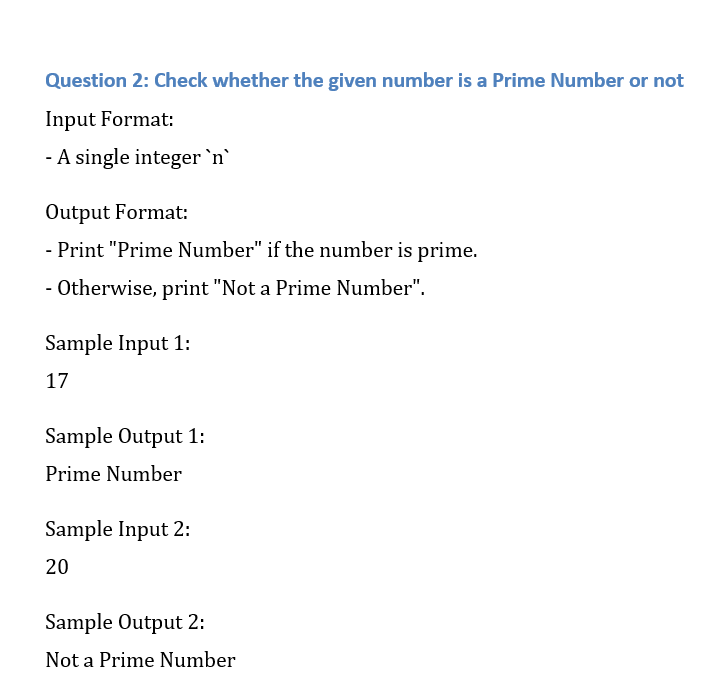 Question 2: Check whether the given number is a Prime Number or not
Input Format:
- A single integer `n`
Output Format:
- Print "Prime Number" if the number is prime.
- Otherwise, print "Not a Prime Number".
Sample Input 1:
17
Sample Output 1:
Prime Number
Sample Input 2:
20
Sample Output 2:
Not a Prime Number